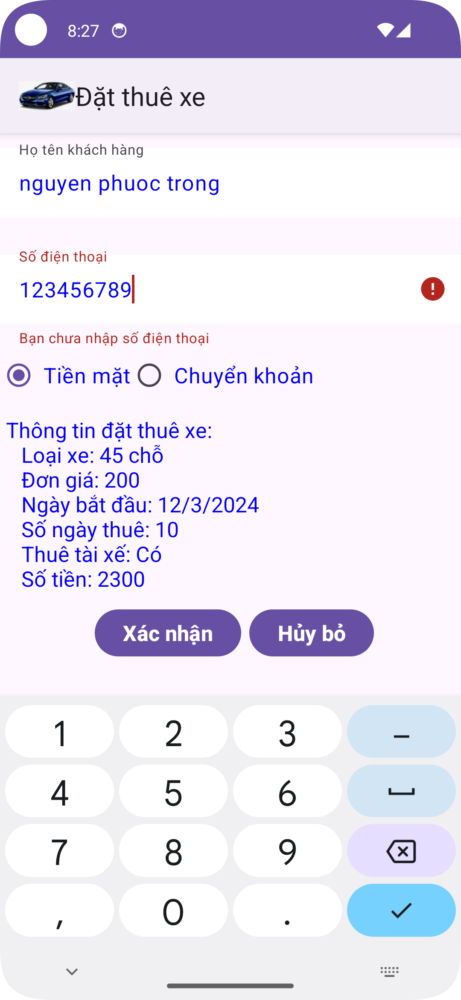 8:27
Đặt thuê xe
Họ tên khách hàng
nguyen phuoc trong
Số điện thoại
123456789
Bạn chưa nhập số điện thoại
Tiền mặt Chuyển khoản
Thông tin đặt thuê xe:
Loại xe: 45 chỗ
Đơn giá: 200
Ngày bắt đầu: 12/3/2024
Số ngày thuê: 10
Thuê tài xế: Có
Số tiền: 2300
Xác nhận Hủy bỏ
1 2 3 –
4 5 6
7 8 9
, 0 .